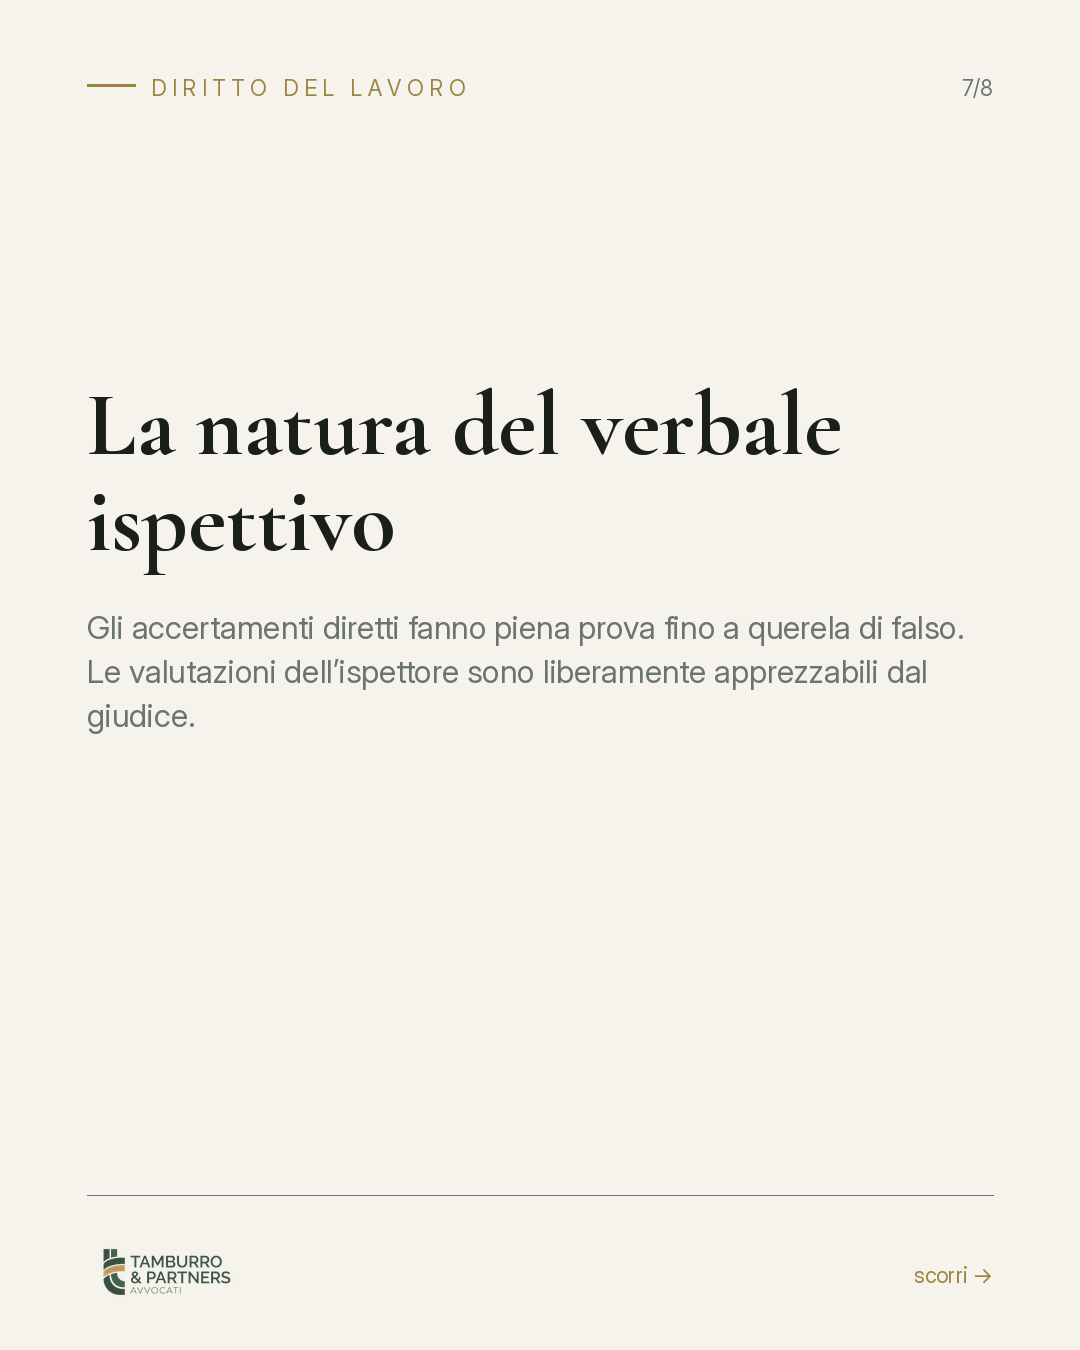 DIRITTO DEL LAVORO
7/8
La natura del verbale
ispettivo
Gli accertamenti diretti fanno piena prova fino a querela di falso.
Le valutazioni dell’ispettore sono liberamente apprezzabili dal
giudice.
TAMBURRO
& PARTNERS
AVVOCATI
scorri →